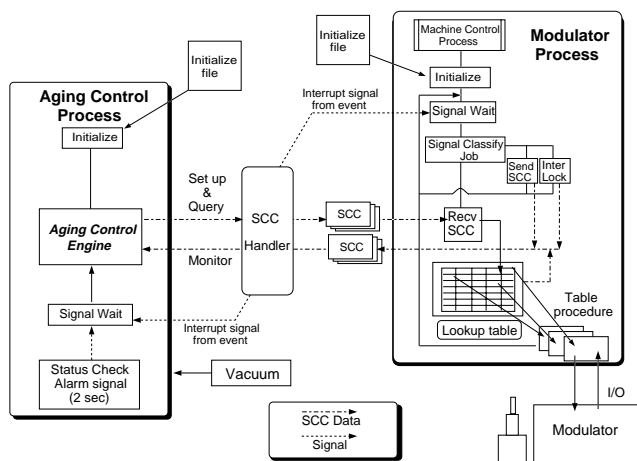 Initialize
file
Aging Control
Process
Initialize
Aging Control
Engine
Signal Wait
Status Check
Alarm signal
(2 sec)
Vacuum
Set up
&
Query
Monitor
Interrupt signal
from event
Interrupt signal
from event
SCC
Handler
SCC
SCC
Initialize
file
Machine Control
Process
Modulator
Process
Initialize
Signal Wait
Signal Classify
Job
Send
SCC
Inter
Lock
Recv
SCC
Lookup table
Table
procedure
I/O
Modulator
SCC Data
Signal